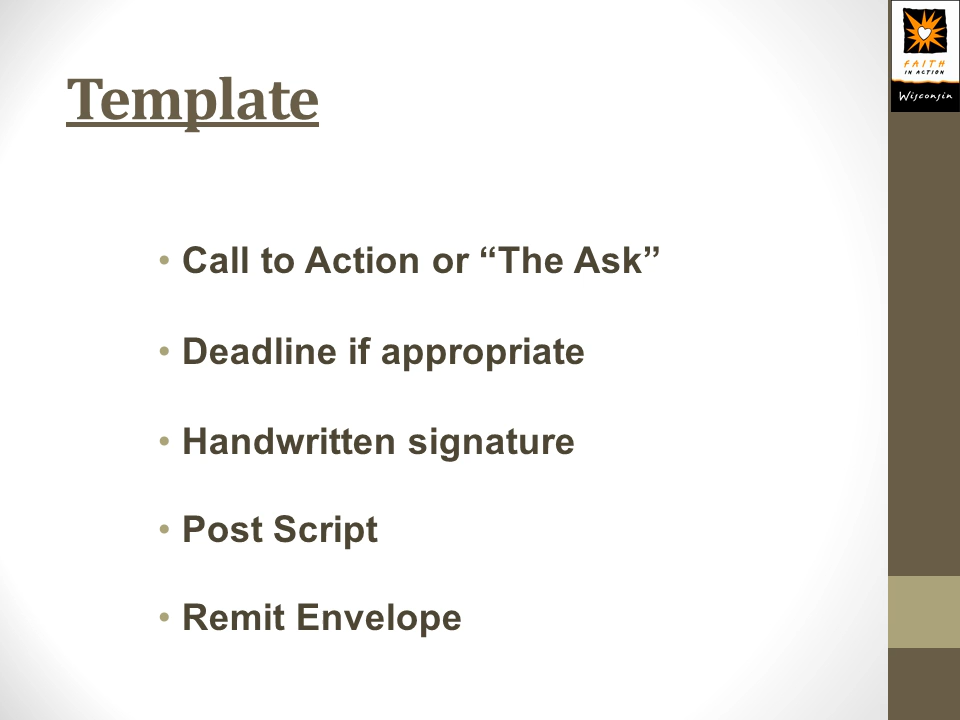 FAITH
IN ACTION
Wisconsin
Template
• Call to Action or “The Ask”
• Deadline if appropriate
• Handwritten signature
• Post Script
• Remit Envelope